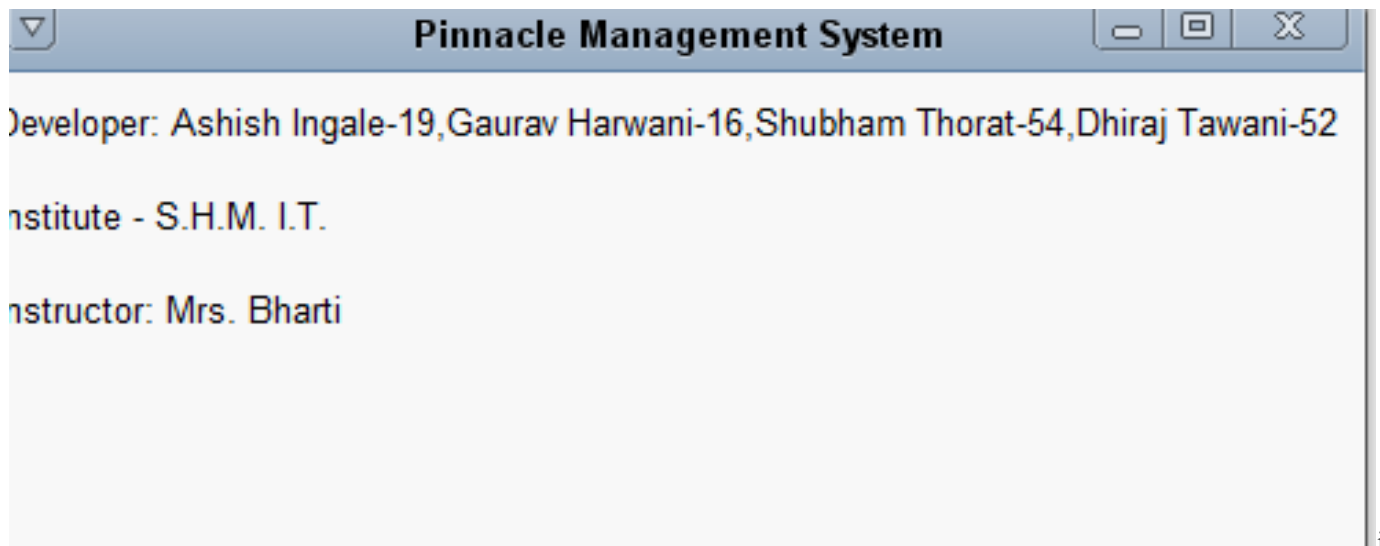 Pinnacle Management System
Developer: Ashish Ingale-19,Gaurav Harwani-16,Shubham Thorat-54,Dhiraj Tawani-52
nstitute - S.H.M. I.T.
nstructor: Mrs. Bharti